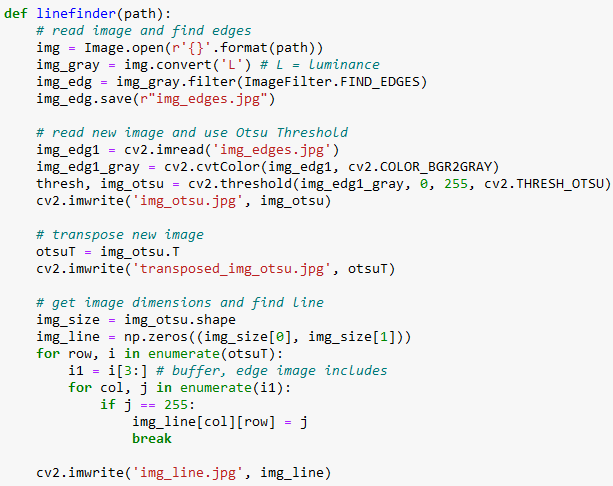 def linefinder(path):
    # read image and find edges
    img = Image.open(r'{}'.format(path))
    img_gray = img.convert('L') # L = luminance
    img_edg = img_gray.filter(ImageFilter.FIND_EDGES)
    img_edg.save(r"img_edges.jpg")

    # read new image and use Otsu Threshold
    img_edg1 = cv2.imread('img_edges.jpg')
    img_edg1_gray = cv2.cvtColor(img_edg1, cv2.COLOR_BGR2GRAY)
    thresh, img_otsu = cv2.threshold(img_edg1_gray, 0, 255, cv2.THRESH_OTSU)
    cv2.imwrite('img_otsu.jpg', img_otsu)

    # transpose new image
    otsuT = img_otsu.T
    cv2.imwrite('transposed_img_otsu.jpg', otsuT)

    # get image dimensions and find line
    img_size = img_otsu.shape
    img_line = np.zeros((img_size[0], img_size[1]))
    for row, i in enumerate(otsuT):
        i1 = i[3:] # buffer, edge image includes
        for col, j in enumerate(i1):
            if j == 255:
                img_line[col][row] = j
                break

    cv2.imwrite('img_line.jpg', img_line)